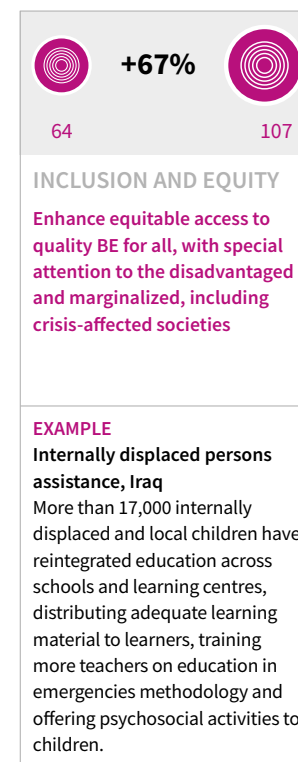 +67%
64 107
INCLUSION AND EQUITY
Enhance equitable access to
quality BE for all, with special
attention to the disadvantaged
and marginalized, including
crisis-affected societies
EXAMPLE
Internally displaced persons
assistance, Iraq
More than 17,000 internally
displaced and local children have
reintegrated education across
schools and learning centres,
distributing adequate learning
material to learners, training
more teachers on education in
emergencies methodology and
offering psychosocial activities to
children.